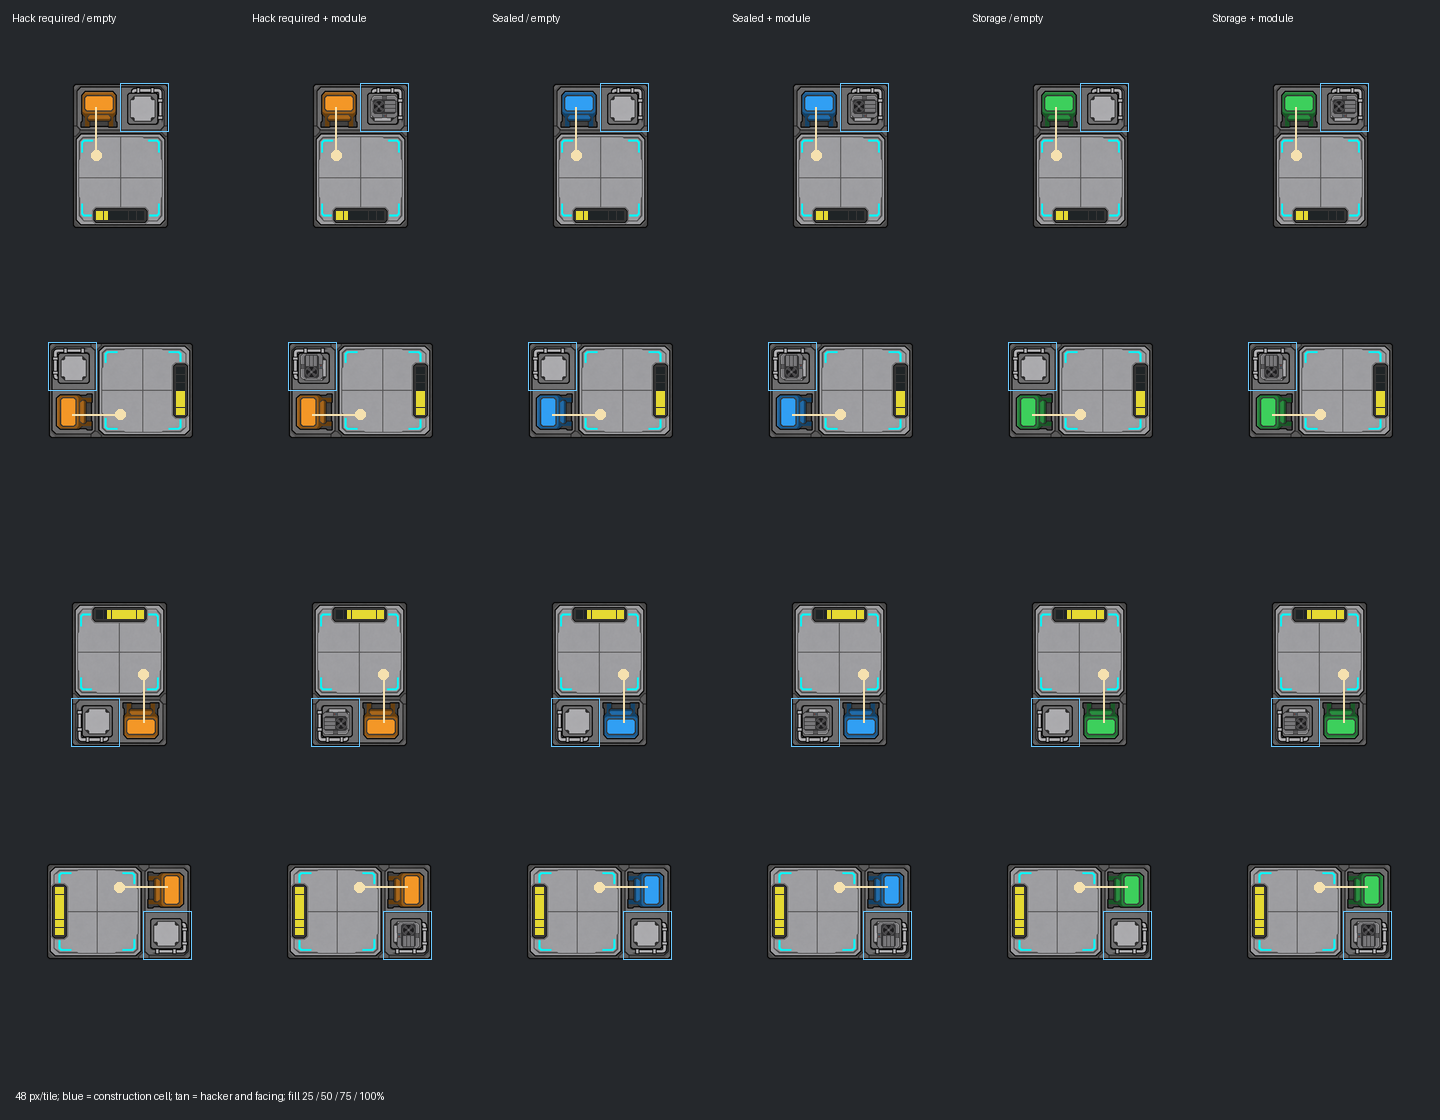 Hack required / empty
Hack required + module
Sealed / empty
Sealed + module
Storage / empty
Storage + module
48 px/tile; blue = construction cell; tan = hacker and facing; fill 25 / 50 / 75 / 100%